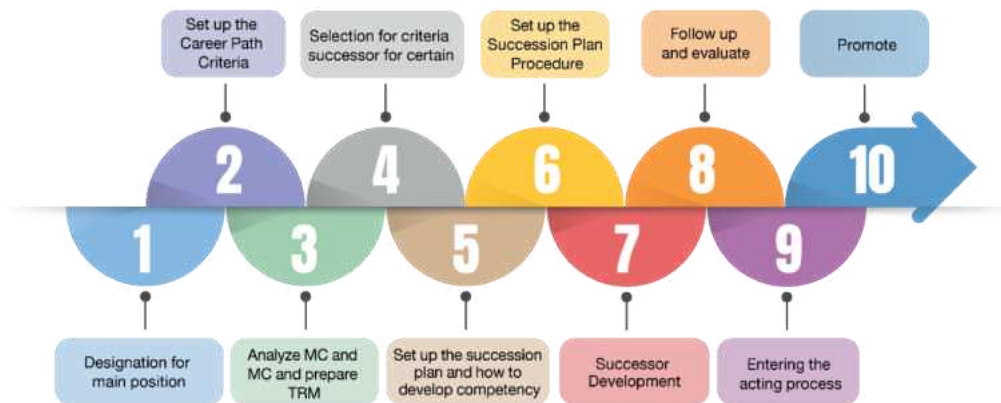 Set up the
Career Path
Criteria
Selection for criteria
successor for certain
Set up the
Succession Plan
Procedure
Follow up
and evaluate
Promote
2
4
6
8
10
1
3
5
7
9
Designation for
main position
Analyze MC and
MC and prepare
TRM
Set up the succession
plan and how to
develop competency
Successor
Development
Entering the
acting process